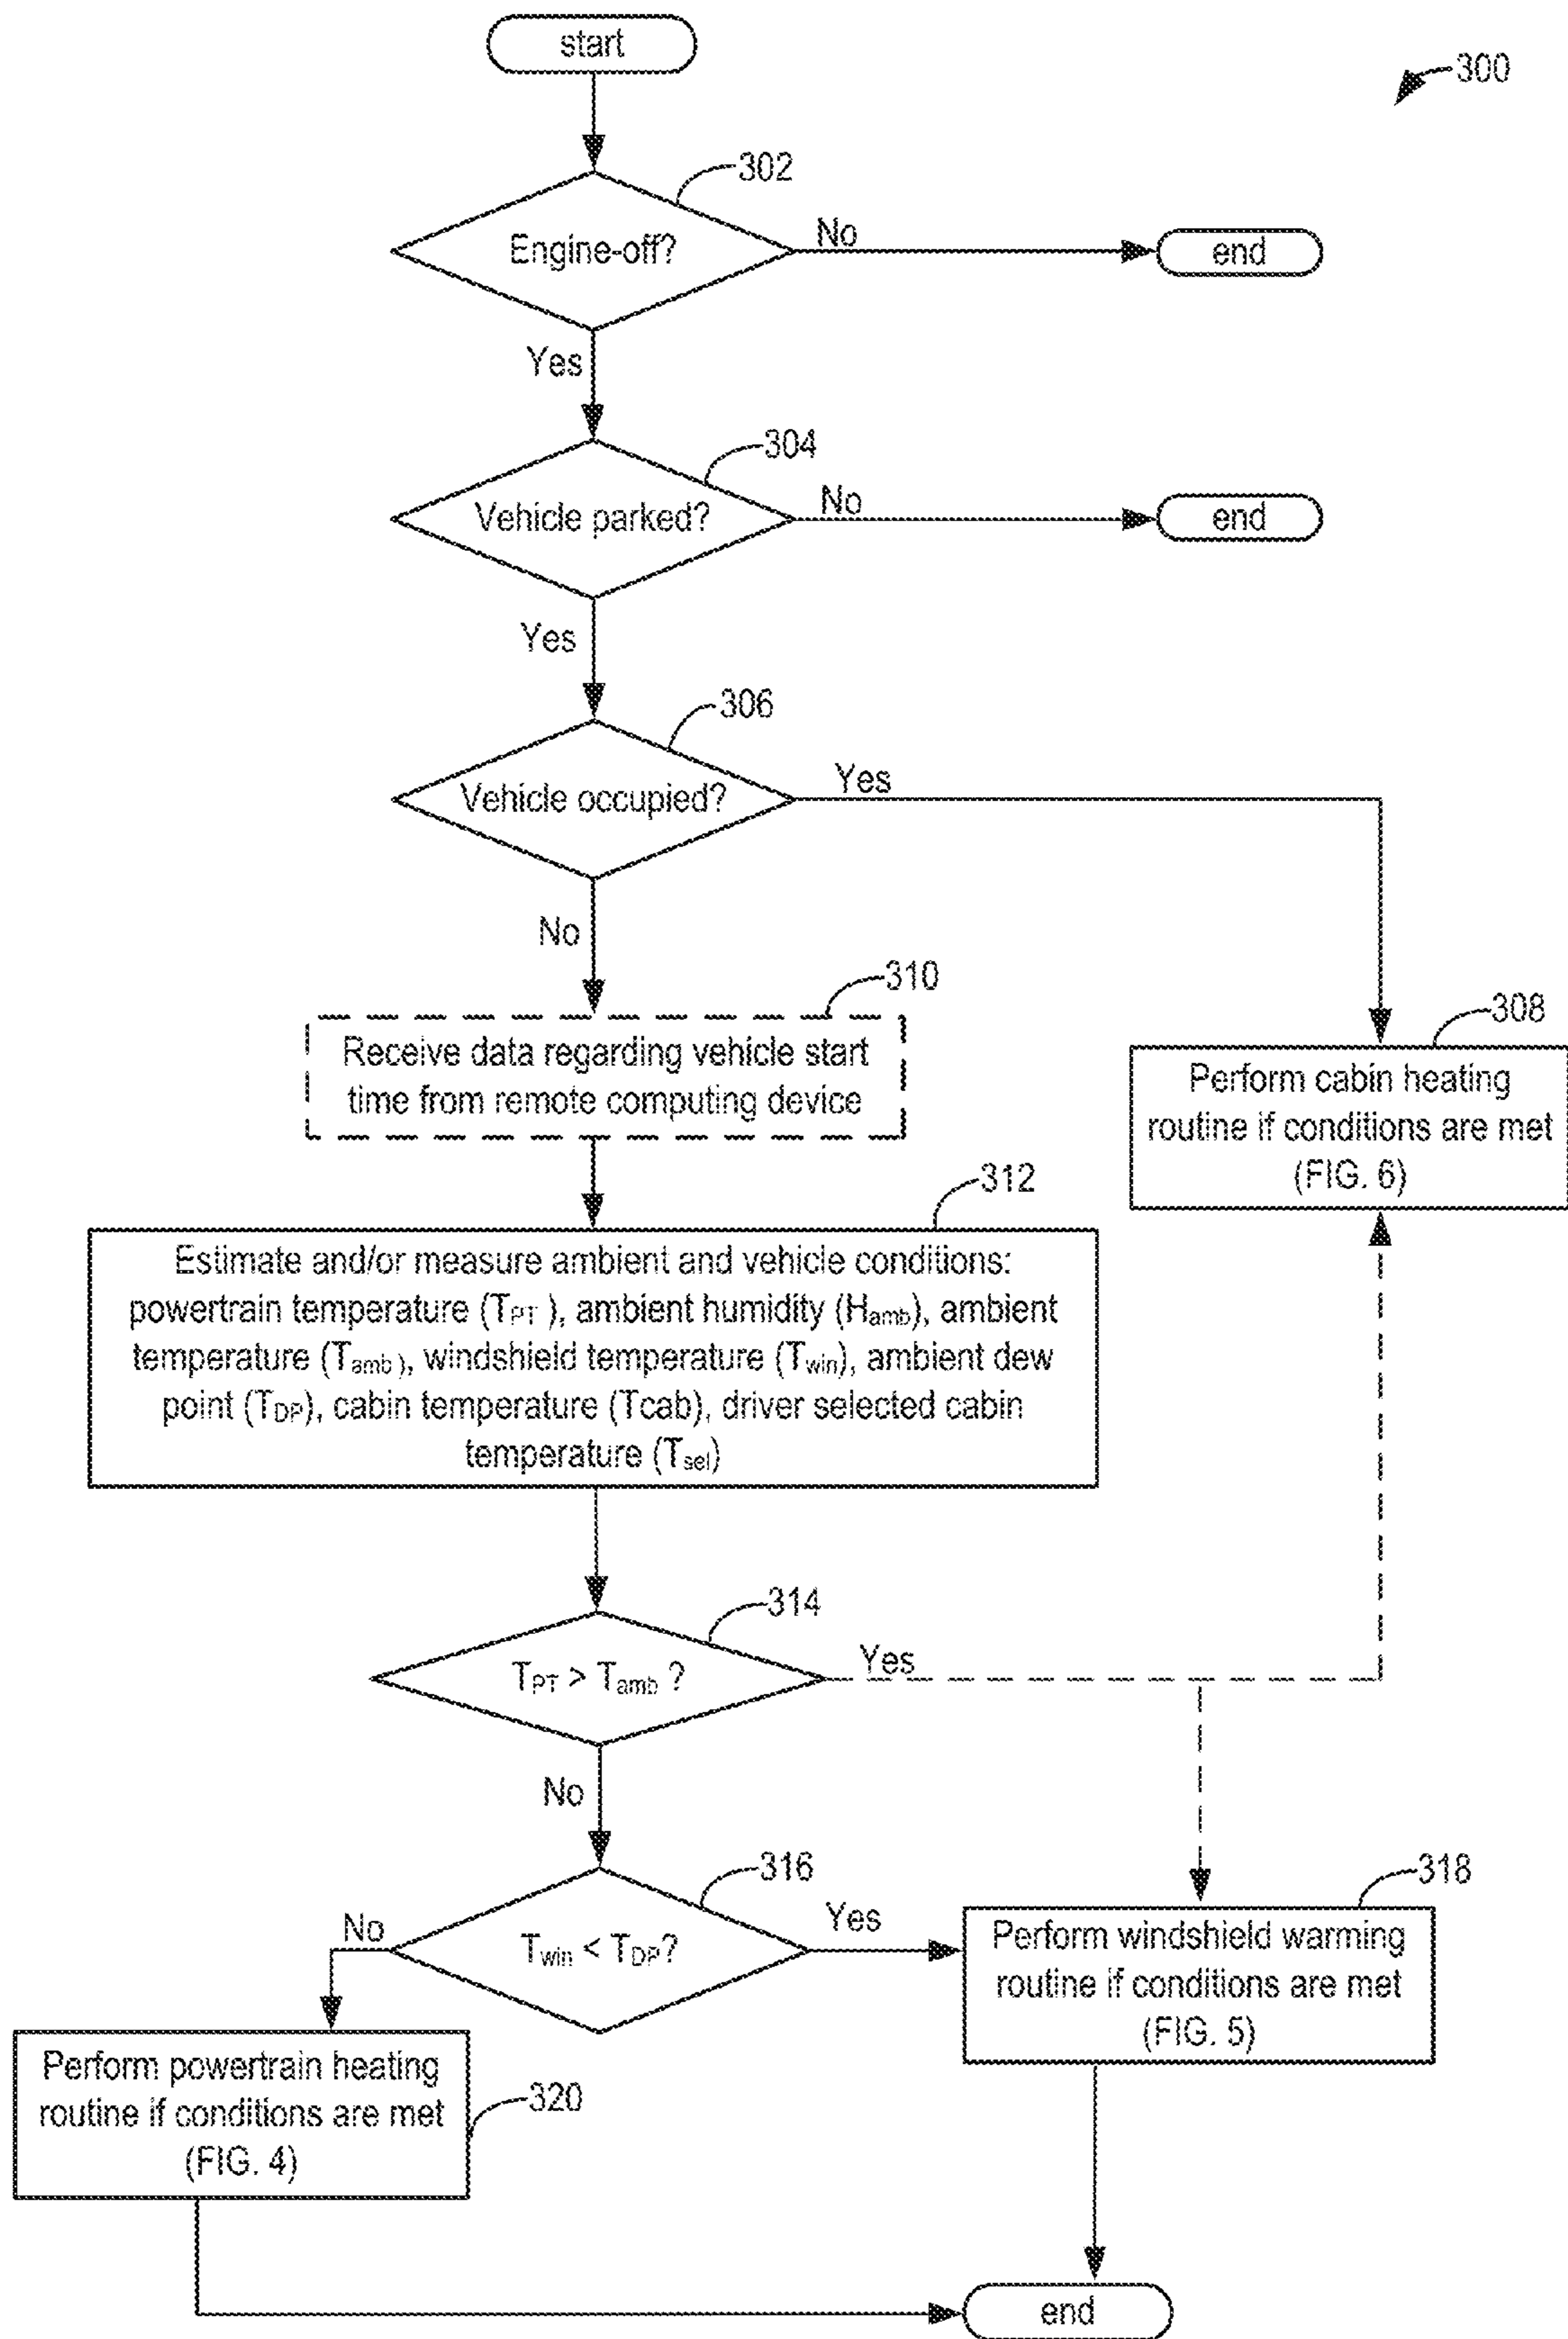 start
300
302
Engine-off?
No
end
Yes
304
Vehicle parked?
No
end
Yes
306
Vehicle occupied?
Yes
No
310
Receive data regarding vehicle start
time from remote computing device
308
Perform cabin heating
routine if conditions are met
(FIG. 6)
312
Estimate and/or measure ambient and vehicle conditions:
powertrain temperature (TPT ), ambient humidity (Hamb), ambient
temperature (Tamb ), windshield temperature (Twin), ambient dew
point (TDP), cabin temperature (Tcab), driver selected cabin
temperature (Tsel)
314
TPT > Tamb ?
Yes
No
316
Twin < TDP?
No
Yes
318
Perform windshield warming
routine if conditions are met
(FIG. 5)
Perform powertrain heating
routine if conditions are met
(FIG. 4)
320
end